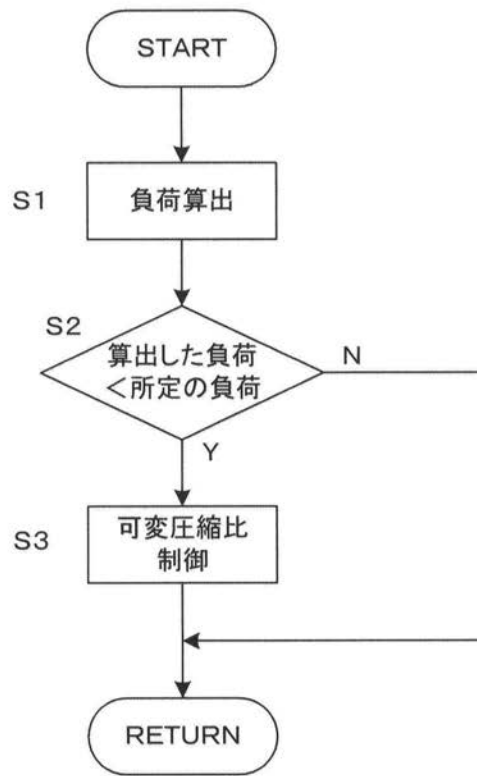 START
S1
負荷算出
S2
算出した負荷
<所定の負荷
N
Y
S3
可変圧縮比
制御
RETURN